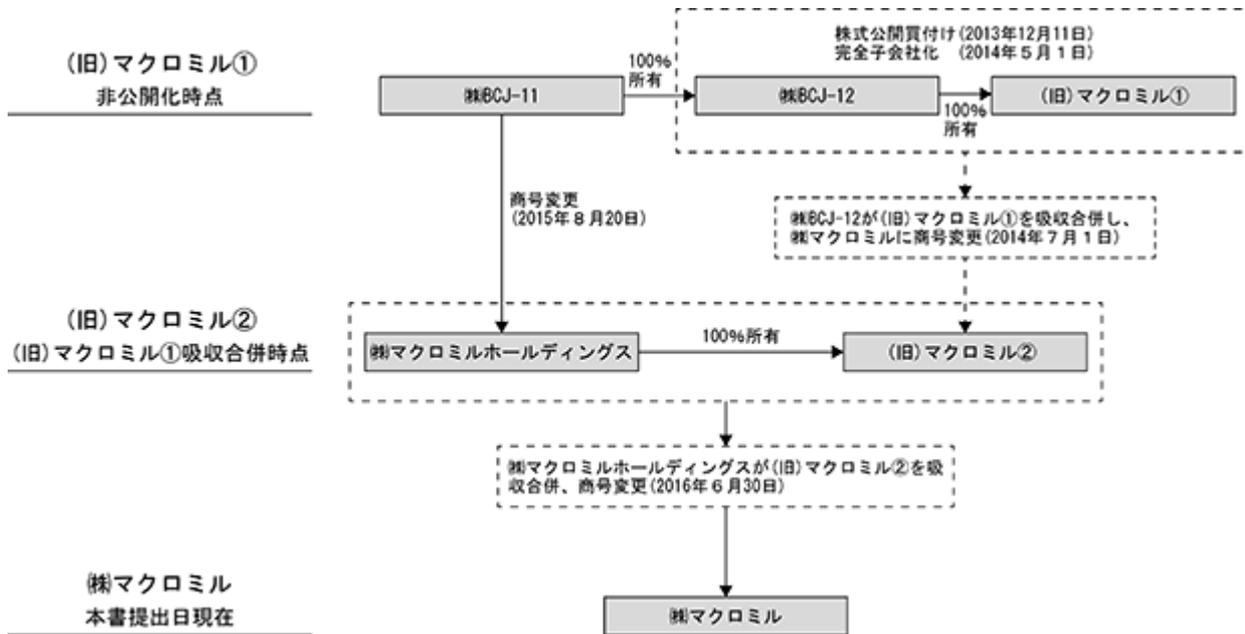 (旧)マクロミル①
非公開化時点
株式公開買付け(2013年12月11日)
完全子会社化 (2014年5月1日)
㈱BCJ-11
100%
所有
㈱BCJ-12
100%
所有
(旧)マクロミル①
商号変更
(2015年8月20日)
㈱BCJ-12が(旧)マクロミル①を吸収合併し、
㈱マクロミルに商号変更(2014年7月1日)
(旧)マクロミル②
(旧)マクロミル①吸収合併時点
㈱マクロミルホールディングス
100%所有
(旧)マクロミル②
㈱マクロミルホールディングスが(旧)マクロミル②を吸
収合併、商号変更(2016年6月30日)
㈱マクロミル
本書提出日現在
㈱マクロミル